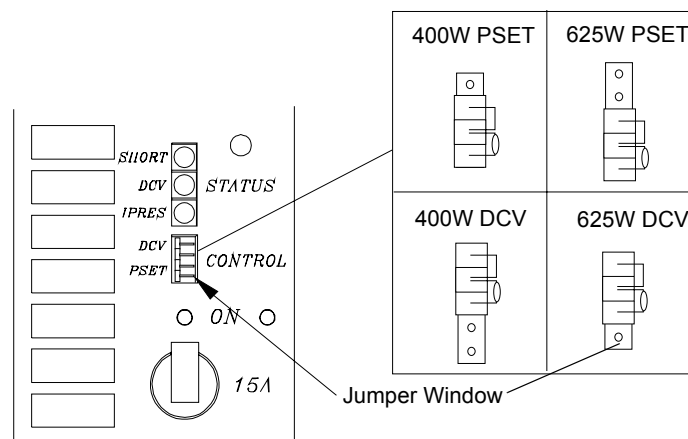 400W PSET
625W PSET
SHORT
DCV
STATUS
IPRES
DCV
PSET
CONTROL
ON
15A
400W DCV
625W DCV
Jumper Window